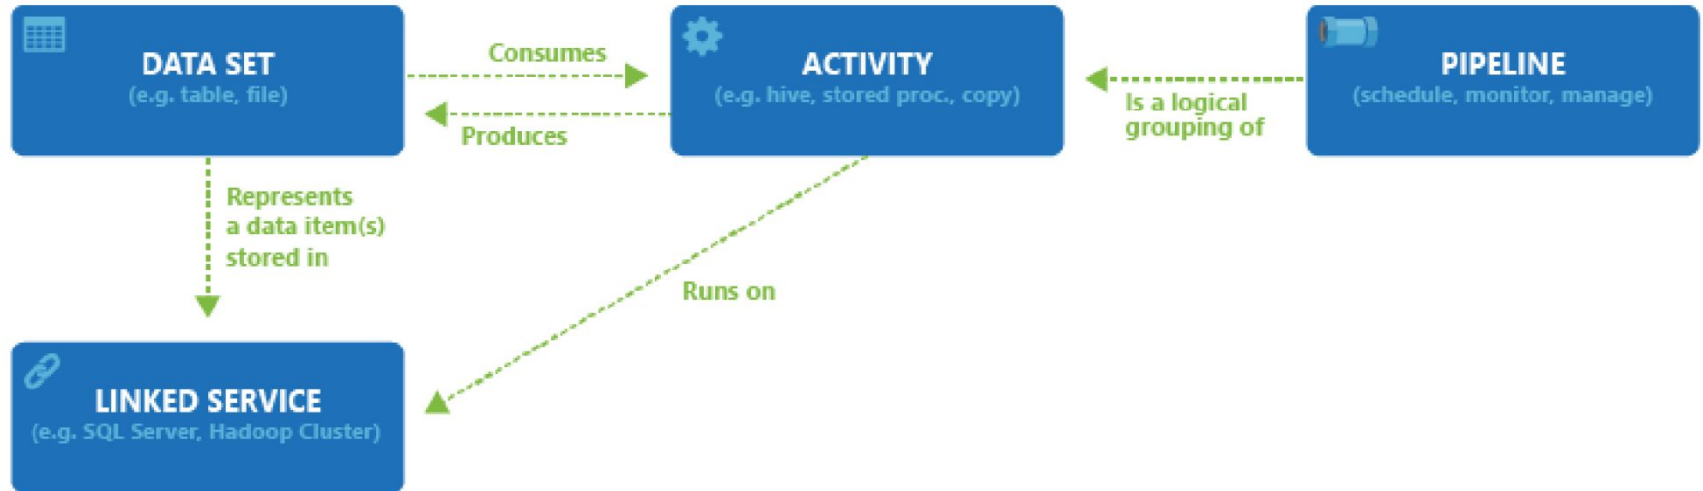 DATA SET
(e.g. table, file)
Consumes
Produces
ACTIVITY
(e.g. hive, stored proc., copy)
Is a logical
grouping of
PIPELINE
(schedule, monitor, manage)
Represents
a data item(s)
stored in
Runs on
LINKED SERVICE
(e.g. SQL Server, Hadoop Cluster)